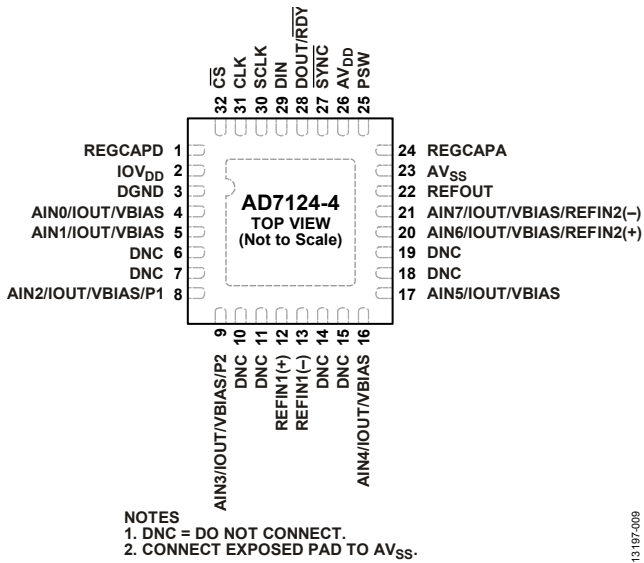 32 CS
31 CLK
30 SCLK
29 DIN
28 DOUT/RDY
27 SYNC
26 AVDD
25 PSW
REGCAPD 1
IOVDD 2
DGND 3
AIN0/IOUT/VBIAS 4
AIN1/IOUT/VBIAS 5
DNC 6
DNC 7
AIN2/IOUT/VBIAS/P1 8
AD7124-4
TOP VIEW
(Not to Scale)
24 REGCAPA
23 AVSS
22 REFOUT
21 AIN7/IOUT/VBIAS/REFIN2(–)
20 AIN6/IOUT/VBIAS/REFIN2(+)
19 DNC
18 DNC
17 AIN5/IOUT/VBIAS
AIN3/IOUT/VBIAS/P2 9
DNC 10
DNC 11
REFIN1(+) 12
REFIN1(–) 13
DNC 14
DNC 15
AIN4/IOUT/VBIAS 16
NOTES
1. DNC = DO NOT CONNECT.
2. CONNECT EXPOSED PAD TO AVSS.
13197-009